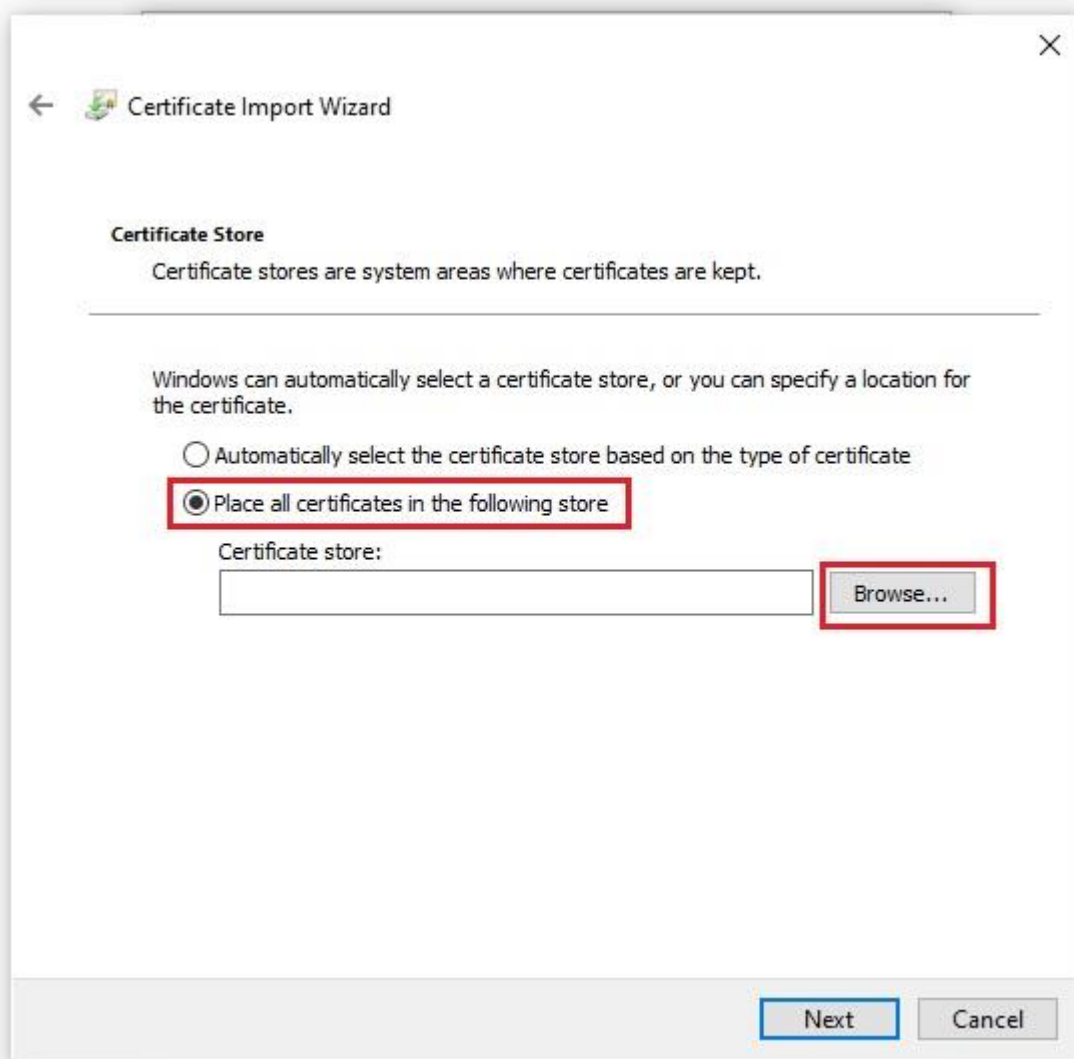 Certificate Import Wizard
Certificate Store
Certificate stores are system areas where certificates are kept.
Windows can automatically select a certificate store, or you can specify a location for
the certificate.
Automatically select the certificate store based on the type of certificate
Place all certificates in the following store
Certificate store:
Browse...
Next
Cancel